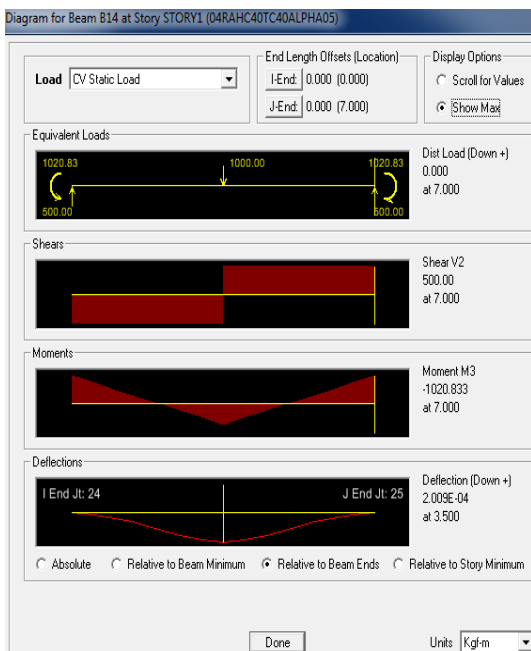 Diagram for Beam B14 at Story STORY1 (04RAHC40TC40ALPHA05)
Load CV Static Load
End Length Offsets (Location)
I-End: 0.000 (0.000)
J-End: 0.000 (7.000)
Display Options
Scroll for Values
Show Max
Equivalent Loads
1020.83 1000.00 1020.83
500.00 500.00
Dist Load (Down +)
0.000
at 7.000
Shears
Shear V2
500.00
at 7.000
Moments
Moment M3
-1020.833
at 7.000
Deflections
I End Jt: 24 J End Jt: 25
Deflection (Down +)
2.009E-04
at 3.500
Absolute Relative to Beam Minimum Relative to Beam Ends Relative to Story Minimum
Done Units Kgf-m